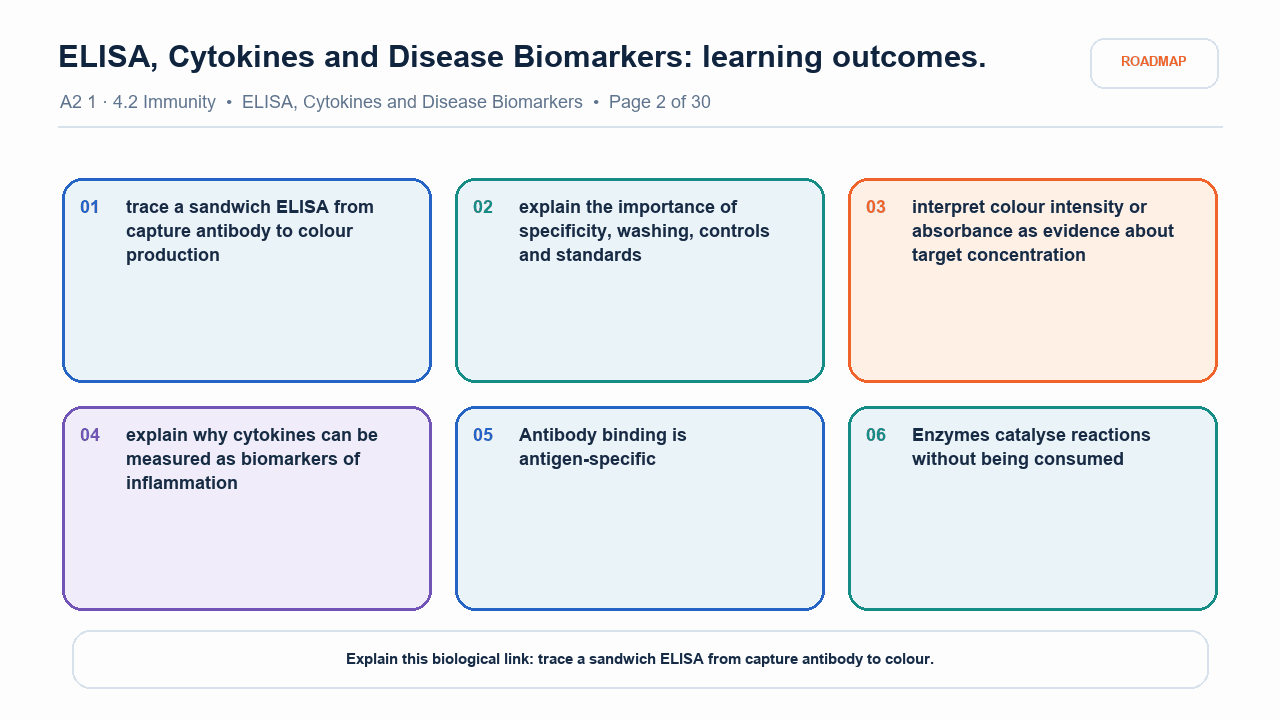 ELISA, Cytokines and Disease Biomarkers: learning outcomes.
ROADMAP
A2 1 · 4.2 Immunity • ELISA, Cytokines and Disease Biomarkers • Page 2 of 30
01
trace a sandwich ELISA from
capture antibody to colour
production
02
explain the importance of
specificity, washing, controls
and standards
03
interpret colour intensity or
absorbance as evidence about
target concentration
04
explain why cytokines can be
measured as biomarkers of
inflammation
05
Antibody binding is
antigen-specific
06
Enzymes catalyse reactions
without being consumed
Explain this biological link: trace a sandwich ELISA from capture antibody to colour.